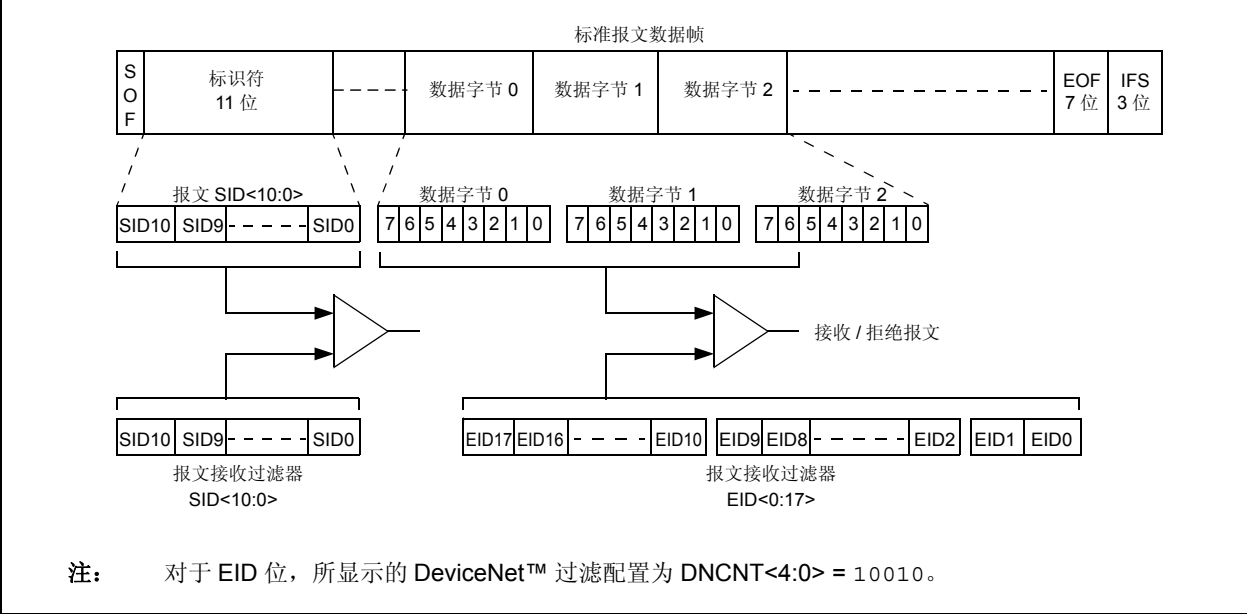 标准报文数据帧
S
O
F
标识符
11 位
数据字节 0
数据字节 1
数据字节 2
EOF
7 位
IFS
3 位
报文 SID<10:0>
数据字节 0
数据字节 1
数据字节 2
SID10 SID9 SID0
7 6 5 4 3 2 1 0
7 6 5 4 3 2 1 0
7 6 5 4 3 2 1 0
接收 / 拒绝报文
SID10 SID9 SID0
EID17 EID16 EID10
EID9 EID8 EID2
EID1 EID0
报文接收过滤器
SID<10:0>
报文接收过滤器
EID<0:17>
注： 对于 EID 位，所显示的 DeviceNet™ 过滤配置为 DNCNT<4:0> = 10010。